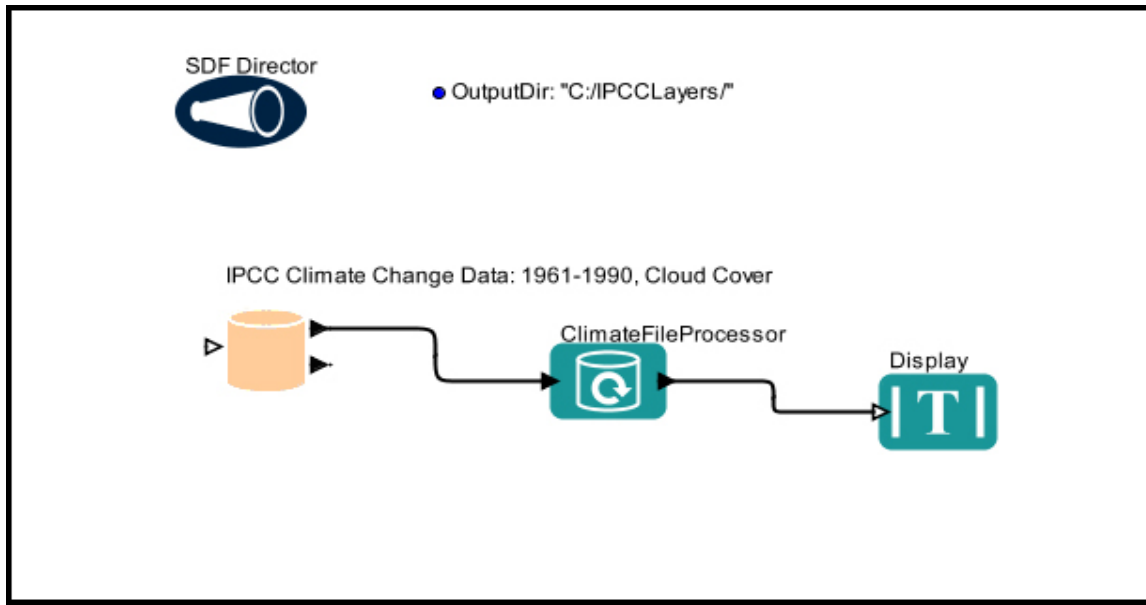 SDF Director
OutputDir: "C:/IPCCLayers/"
IPCC Climate Change Data: 1961-1990, Cloud Cover
ClimateFileProcessor
Display
T